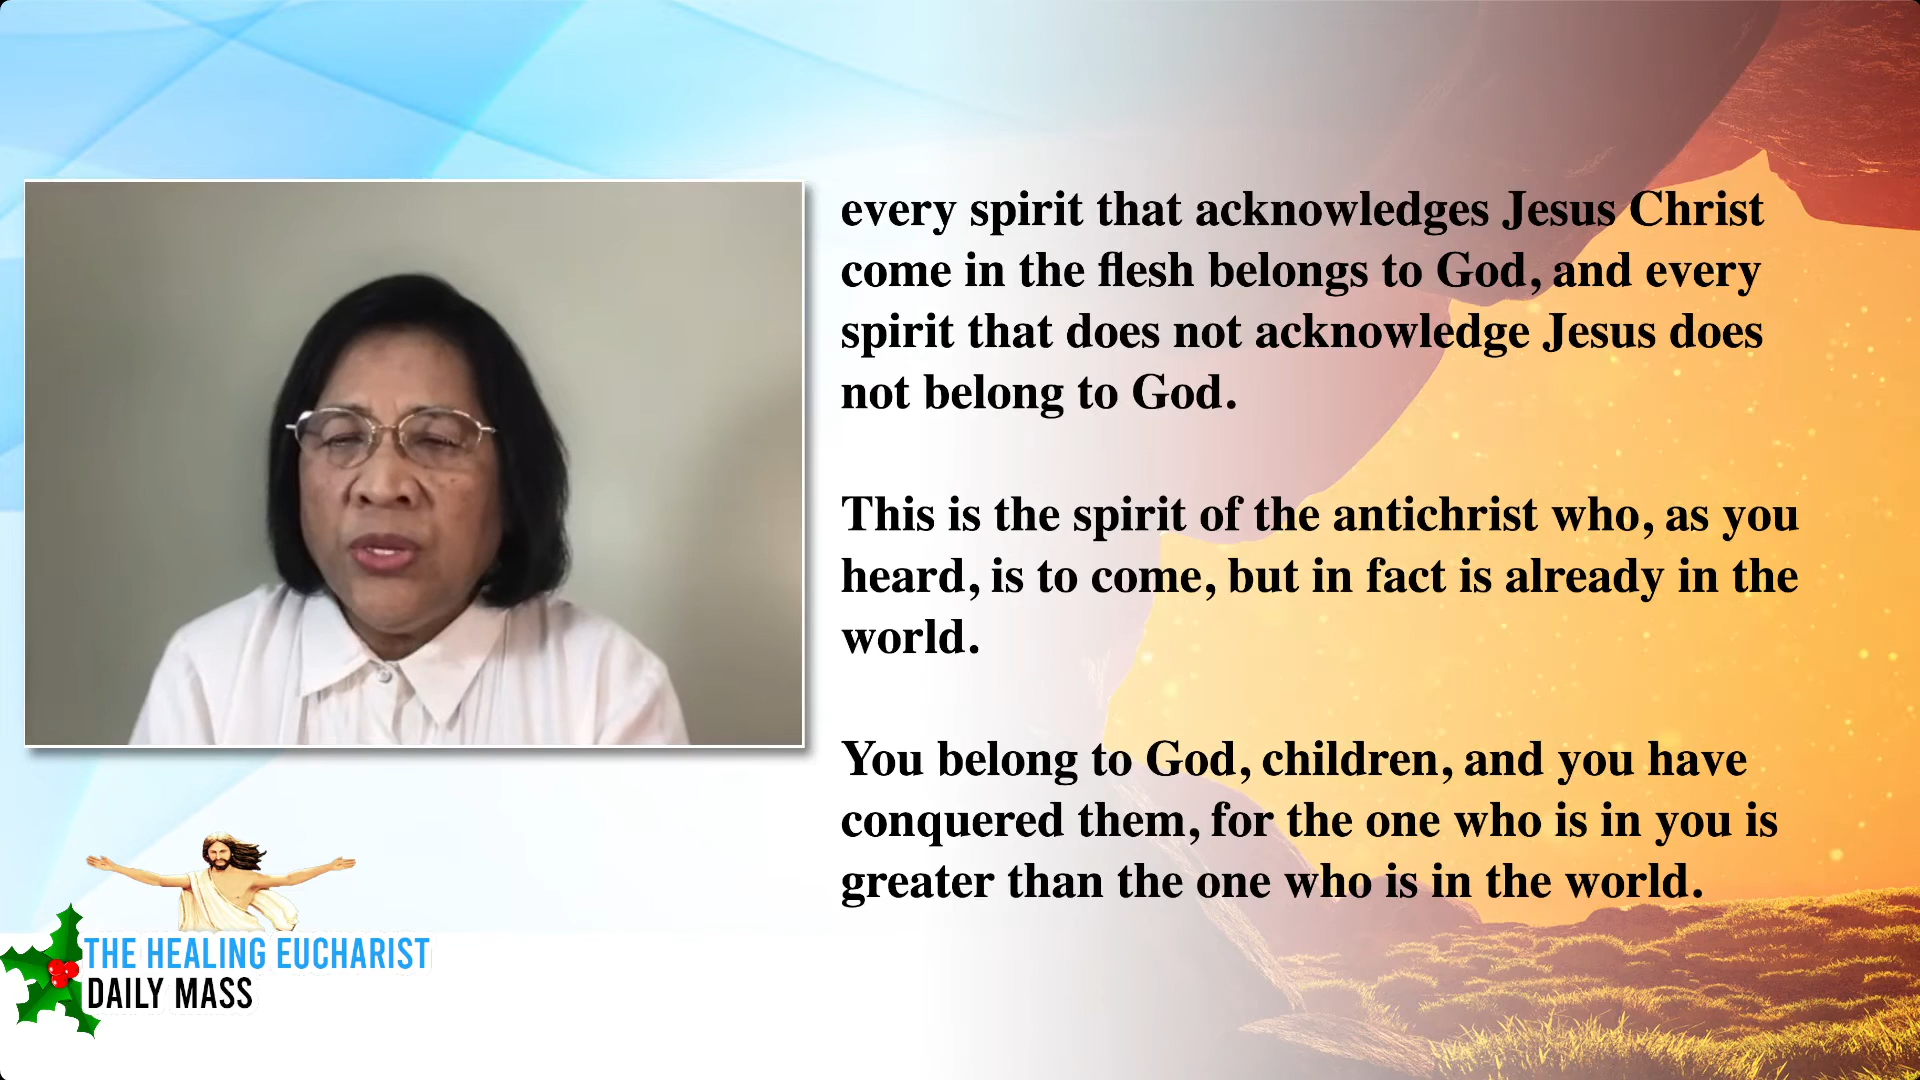 every spirit that acknowledges Jesus Christ
come in the flesh belongs to God, and every
spirit that does not acknowledge Jesus does
not belong to God.
This is the spirit of the antichrist who, as you
heard, is to come, but in fact is already in the
world.
You belong to God, children, and you have
conquered them, for the one who is in you is
greater than the one who is in the world.
THE HEALING EUCHARIST
DAILY MASS